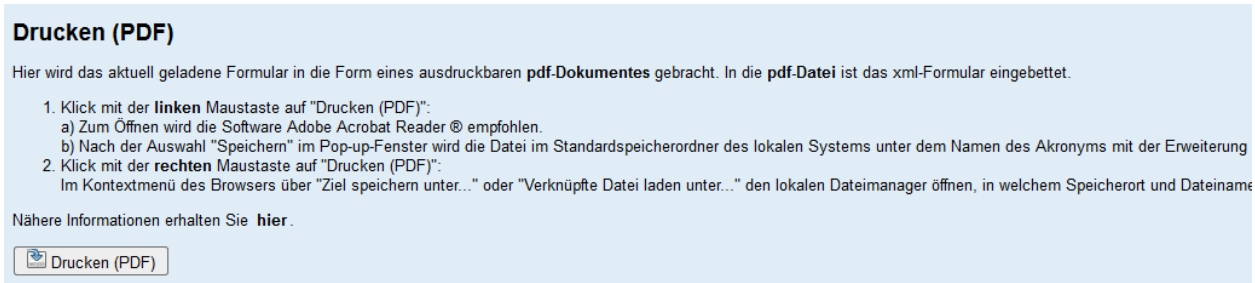 Drucken (PDF)
Hier wird das aktuell geladene Formular in die Form eines ausdruckbaren pdf-Dokumentes gebracht. In die pdf-Datei ist das xml-Formular eingebettet.
1. Klick mit der linken Maustaste auf "Drucken (PDF)":
a) Zum Öffnen wird die Software Adobe Acrobat Reader ® empfohlen.
b) Nach der Auswahl "Speichern" im Pop-up-Fenster wird die Datei im Standardspeicherordner des lokalen Systems unter dem Namen des Akronyms mit der Erweiterung
2. Klick mit der rechten Maustaste auf "Drucken (PDF)":
Im Kontextmenü des Browsers über "Ziel speichern unter..." oder "Verknüpfte Datei laden unter..." den lokalen Dateimanager öffnen, in welchem Speicherort und Dateiname
Nähere Informationen erhalten Sie hier.
Drucken (PDF)